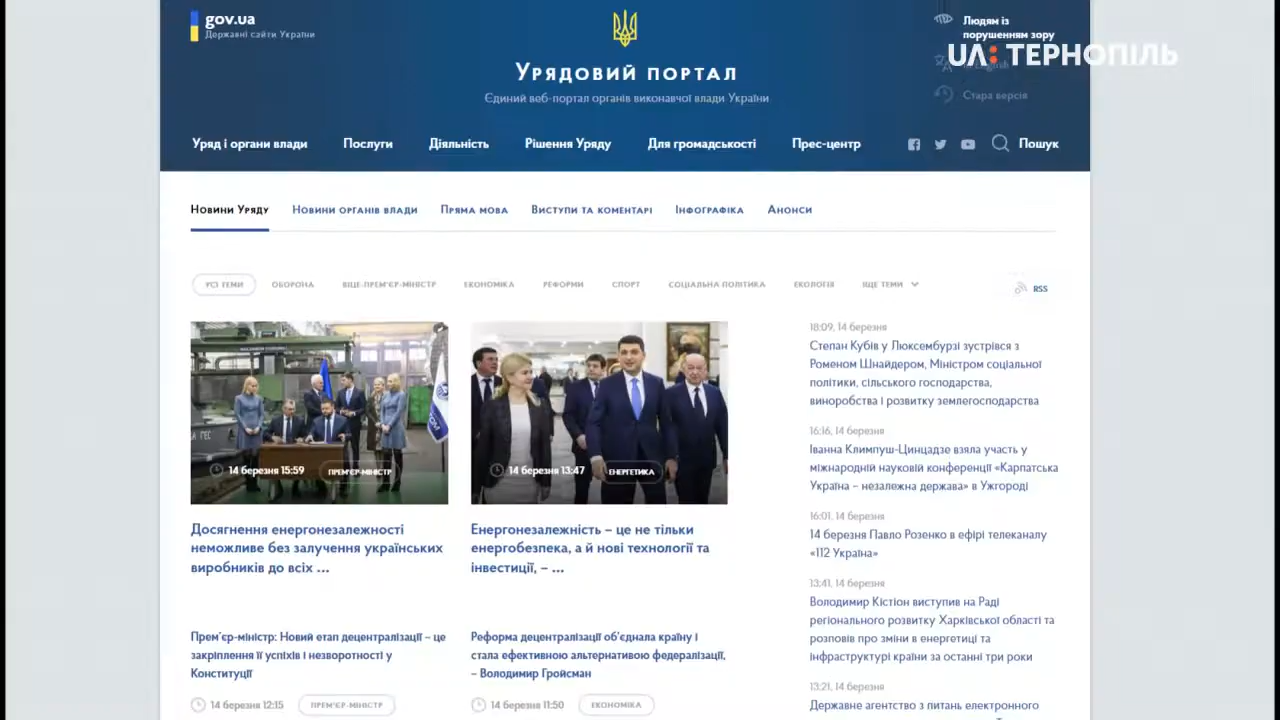 gov.ua
Державні сайти України
Людям із
порушенням зору
UA:ТЕРНОПІЛЬ
English
Стара версія
Урядовий портал
Єдиний веб-портал органів виконавчої влади України
Уряд і органи влади Послуги Діяльність Рішення Уряду Для громадськості Прес-центр Пошук
Новини Уряду Новини органів влади Пряма мова Виступи та коментарі Інфографіка Анонси
УСІ ТЕМИ ОБОРОНА ВІЦЕ-ПРЕМ'ЄР-МІНІСТР ЕКОНОМІКА РЕФОРМИ СПОРТ СОЦІАЛЬНА ПОЛІТИКА ЕКОЛОГІЯ ІЩЕ ТЕМИ RSS
14 березня 15:59 ПРЕМ'ЄР-МІНІСТР
Досягнення енергонезалежності
неможливе без залучення українських
виробників до всіх ...
14 березня 13:47 ЕНЕРГЕТИКА
Енергонезалежність – це не тільки
енергобезпека, а й нові технології та
інвестиції, – ...
Прем'єр-міністр: Новий етап децентралізації – це
закріплення її успіхів і незворотності у
Конституції
14 березня 12:15 ПРЕМ'ЄР-МІНІСТР
Реформа децентралізації об'єднала країну і
стала ефективною альтернативою федералізації,
– Володимир Гройсман
14 березня 11:50 ЕКОНОМІКА
18:09, 14 березня
Степан Кубів у Люксембурзі зустрівся з
Роменом Шнайдером, Міністром соціальної
політики, сільського господарства,
виноробства і розвитку землегосподарства
16:16, 14 березня
Іванна Климпуш-Цинцадзе взяла участь у
міжнародній науковій конференції «Карпатська
Україна – незалежна держава» в Ужгороді
16:01, 14 березня
14 березня Павло Розенко в ефірі телеканалу
«112 Україна»
13:41, 14 березня
Володимир Кістіон виступив на Раді
регіонального розвитку Харківської області та
розповів про зміни в енергетиці та
інфраструктурі країни за останні три роки
13:21, 14 березня
Державне агентство з питань електронного